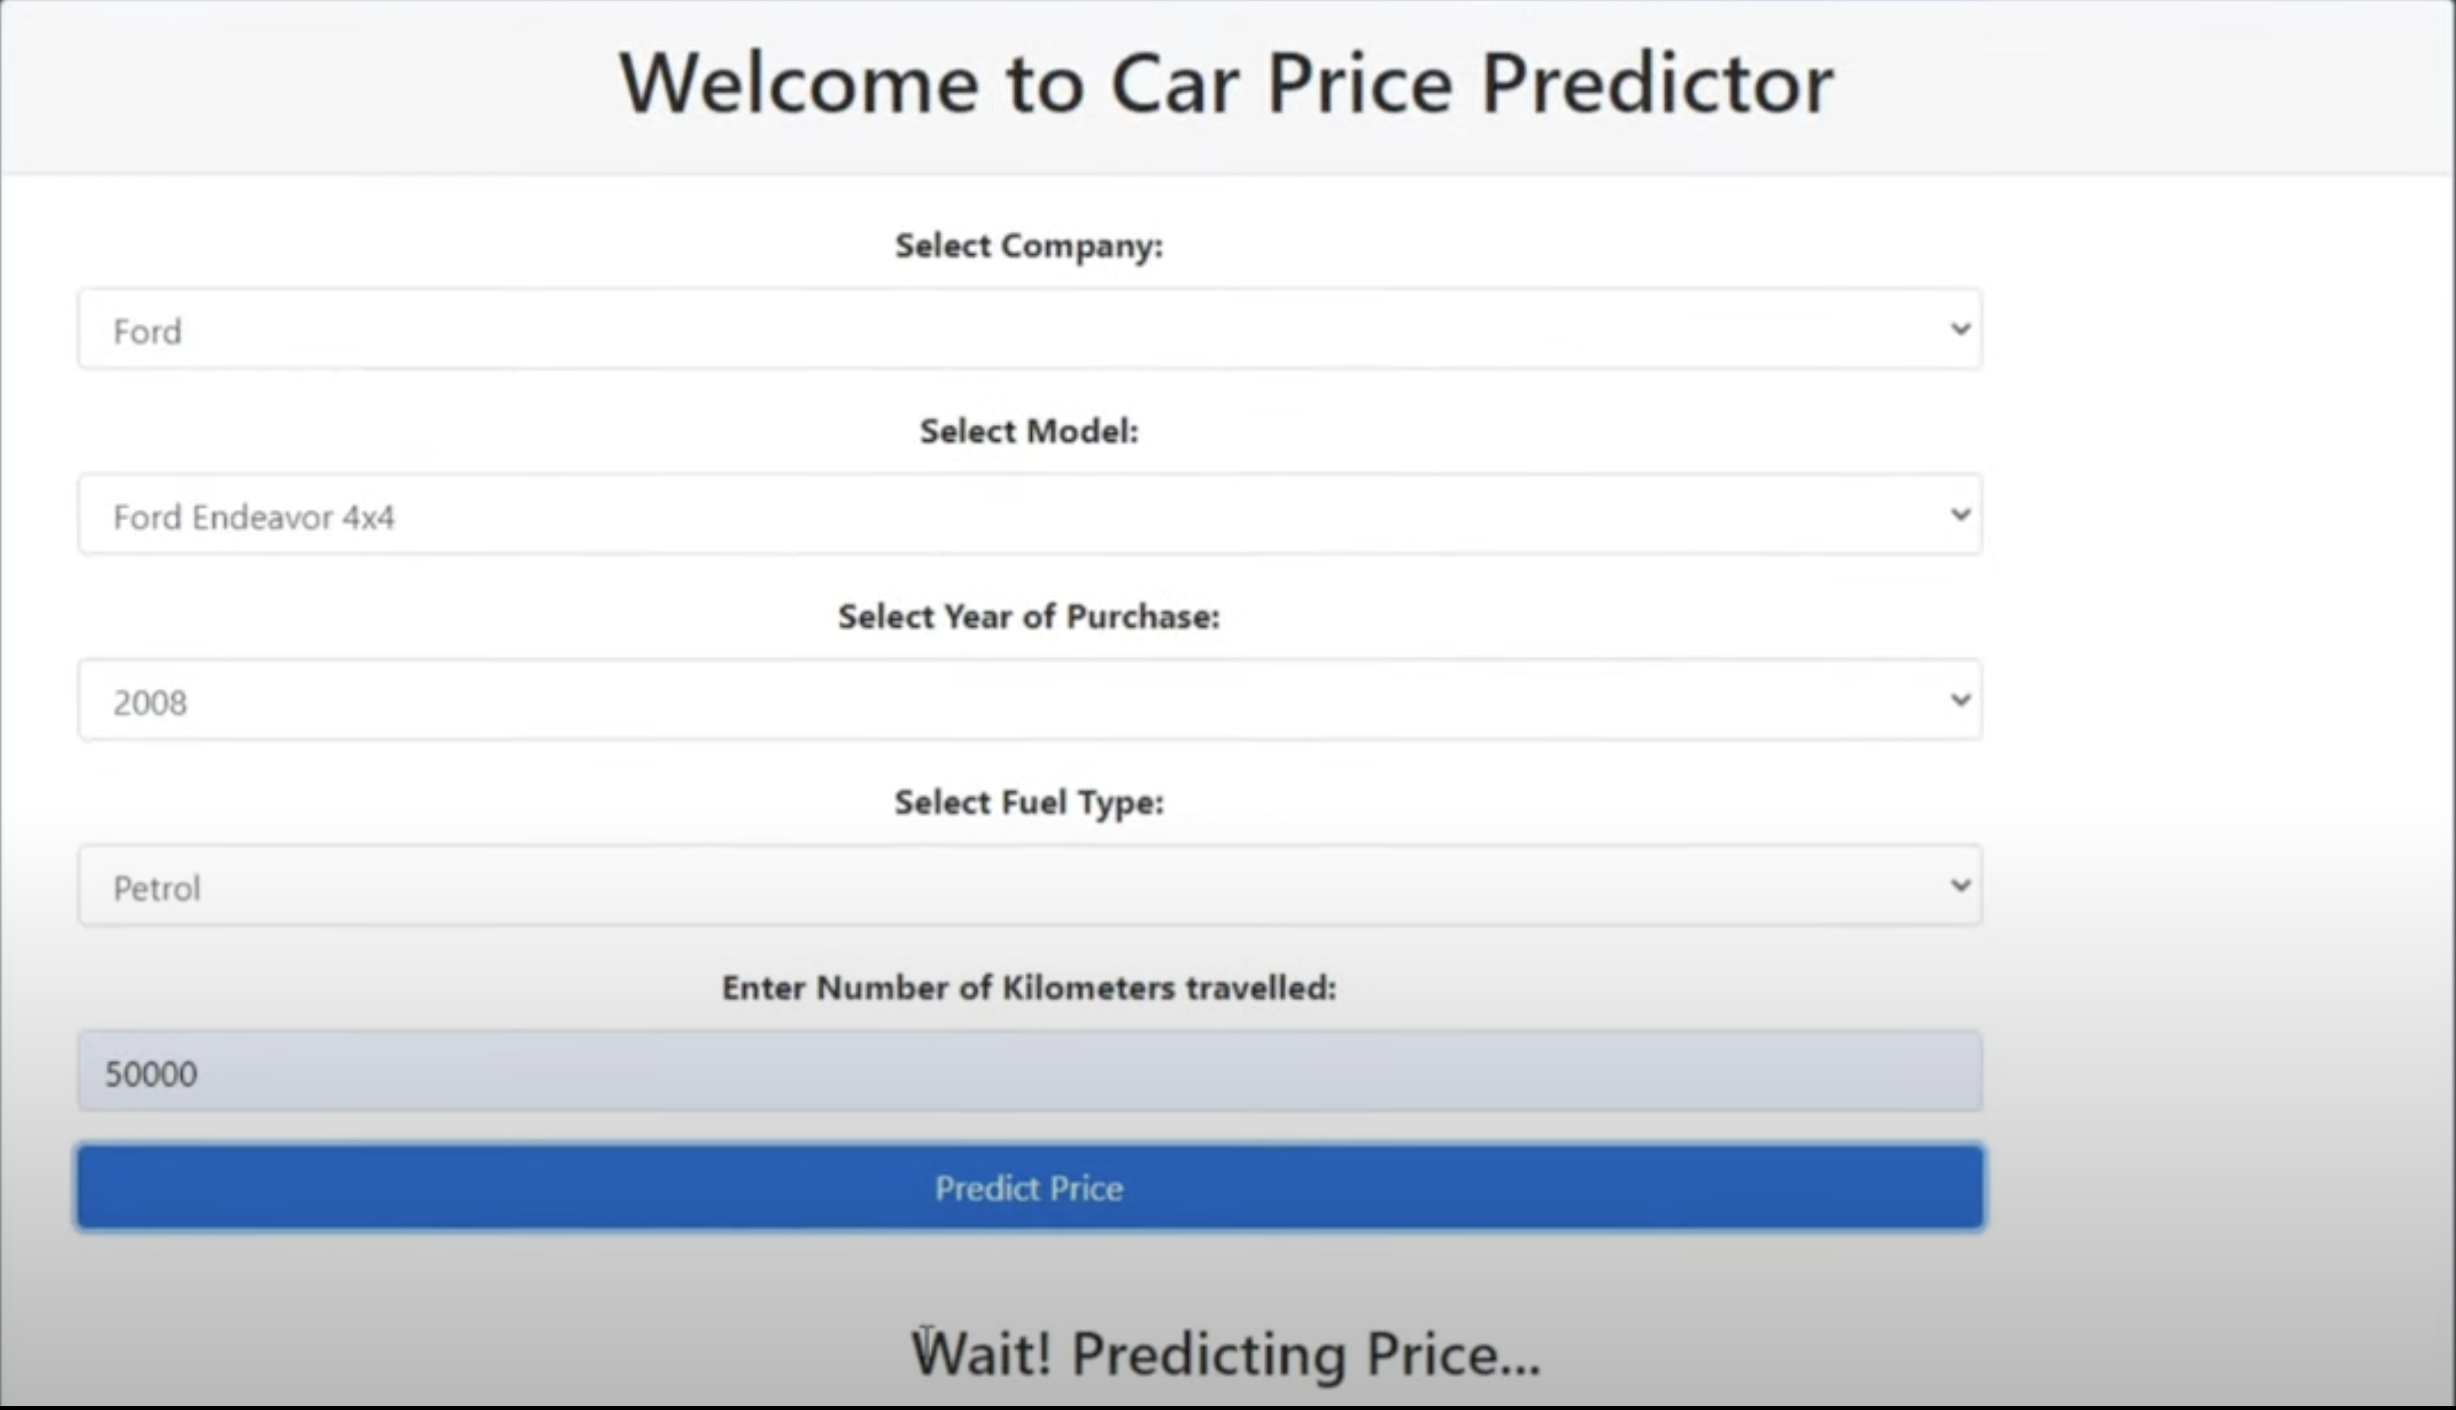 Welcome to Car Price Predictor
Select Company:
Ford
Select Model:
Ford Endeavor 4x4
Select Year of Purchase:
2008
Select Fuel Type:
Petrol
Enter Number of Kilometers travelled:
50000
Predict Price
Wait! Predicting Price...